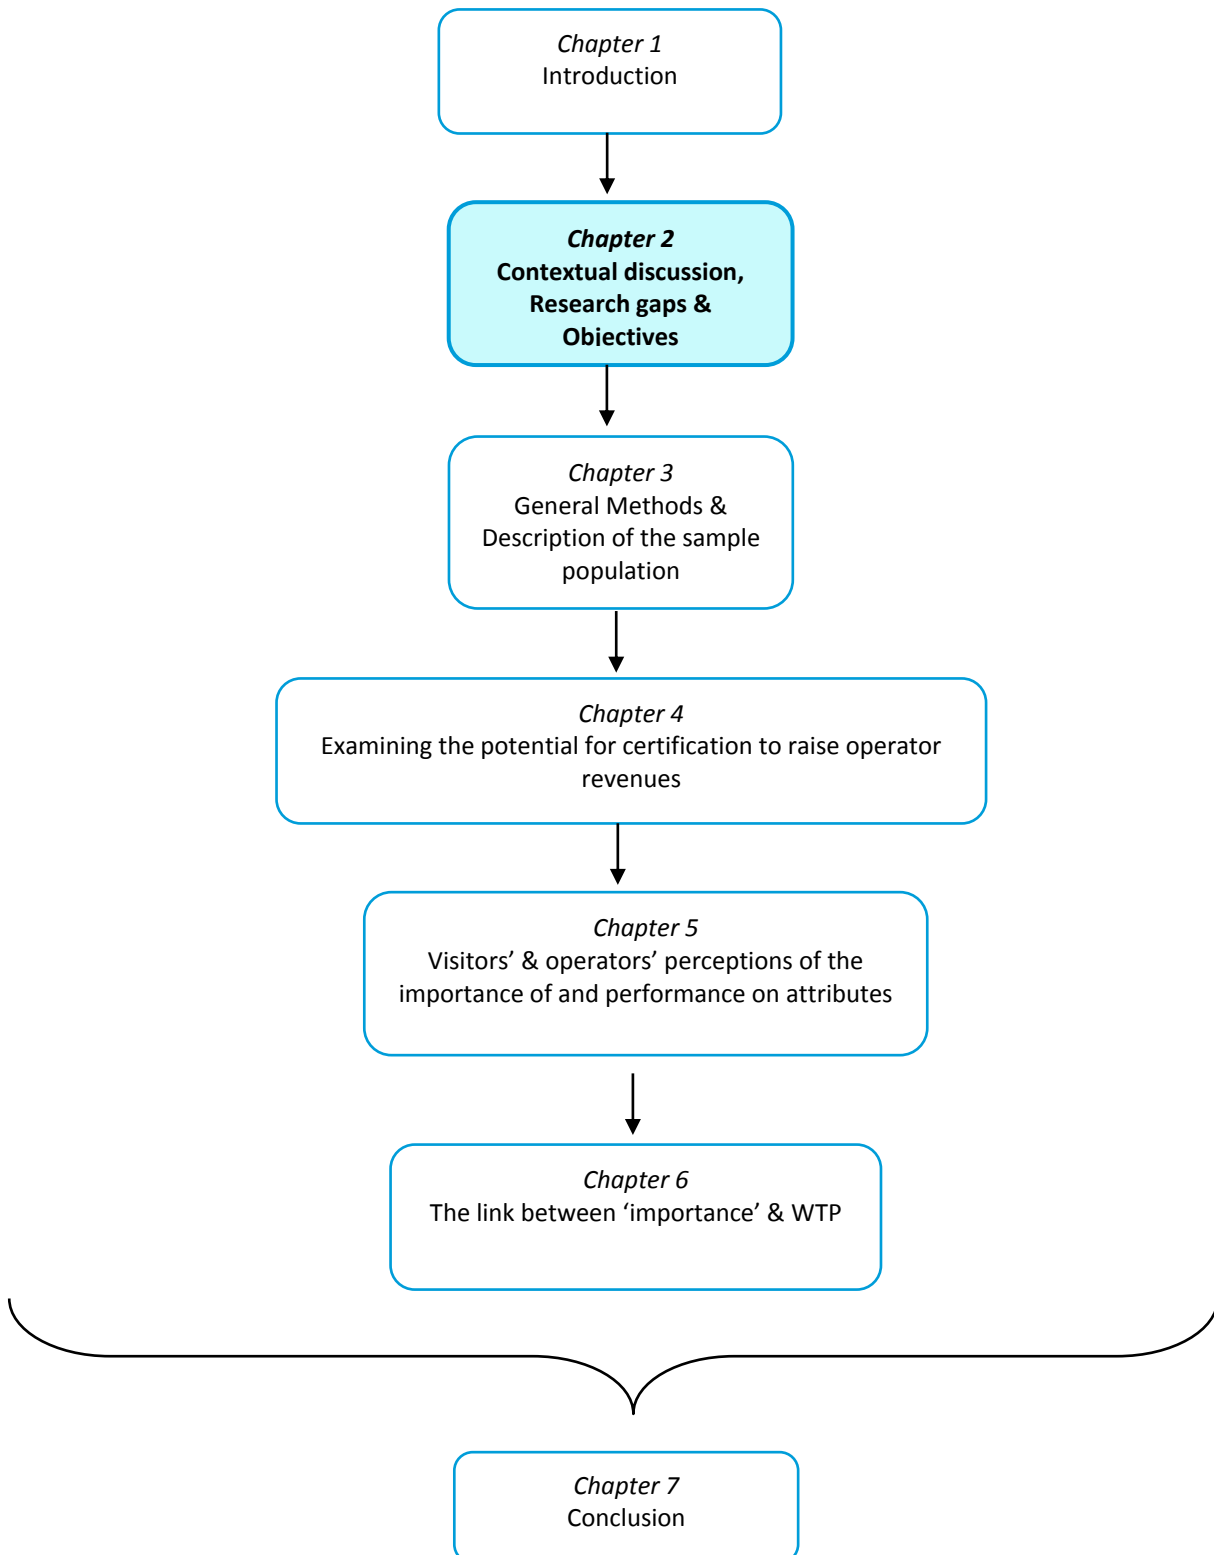 Chapter 1
Introduction
Chapter 2
Contextual discussion,
Research gaps &
Objectives
Chapter 3
General Methods &
Description of the sample
population
Chapter 4
Examining the potential for certification to raise operator
revenues
Chapter 5
Visitors’ & operators’ perceptions of the
importance of and performance on attributes
Chapter 6
The link between ‘importance’ & WTP
Chapter 7
Conclusion